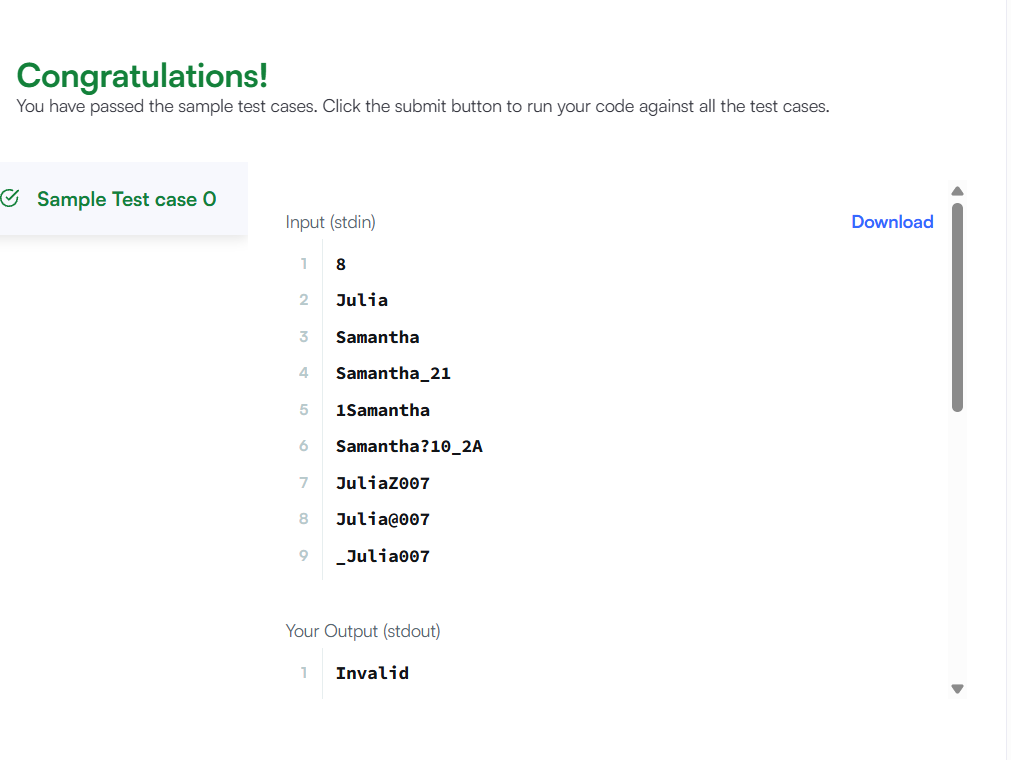 Congratulations!
You have passed the sample test cases. Click the submit button to run your code against all the test cases.
Sample Test case 0
Input (stdin)
Download
1 8
2 Julia
3 Samantha
4 Samantha_21
5 1Samantha
6 Samantha?10_2A
7 JuliaZ007
8 Julia@007
9 _Julia007
Your Output (stdout)
1 Invalid